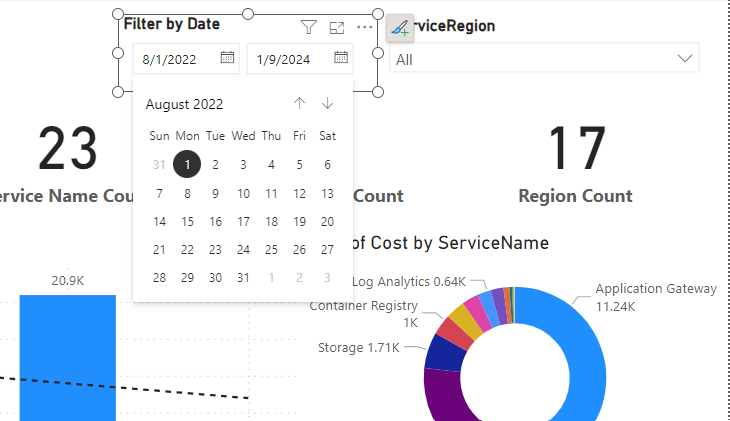 Filter by Date
rviceRegion
8/1/2022
1/9/2024
All
August 2022
Sun Mon Tue Wed Thu Fri Sat
31 1 2 3 4 5 6
7 8 9 10 11 12 13
14 15 16 17 18 19 20
21 22 23 24 25 26 27
28 29 30 31 1 2 3
23
17
ervice Name Cou
Count
Region Count
of Cost by ServiceName
20.9K
Log Analytics 0.64K
Application Gateway
11.24K
Container Registry
1K
Storage 1.71K